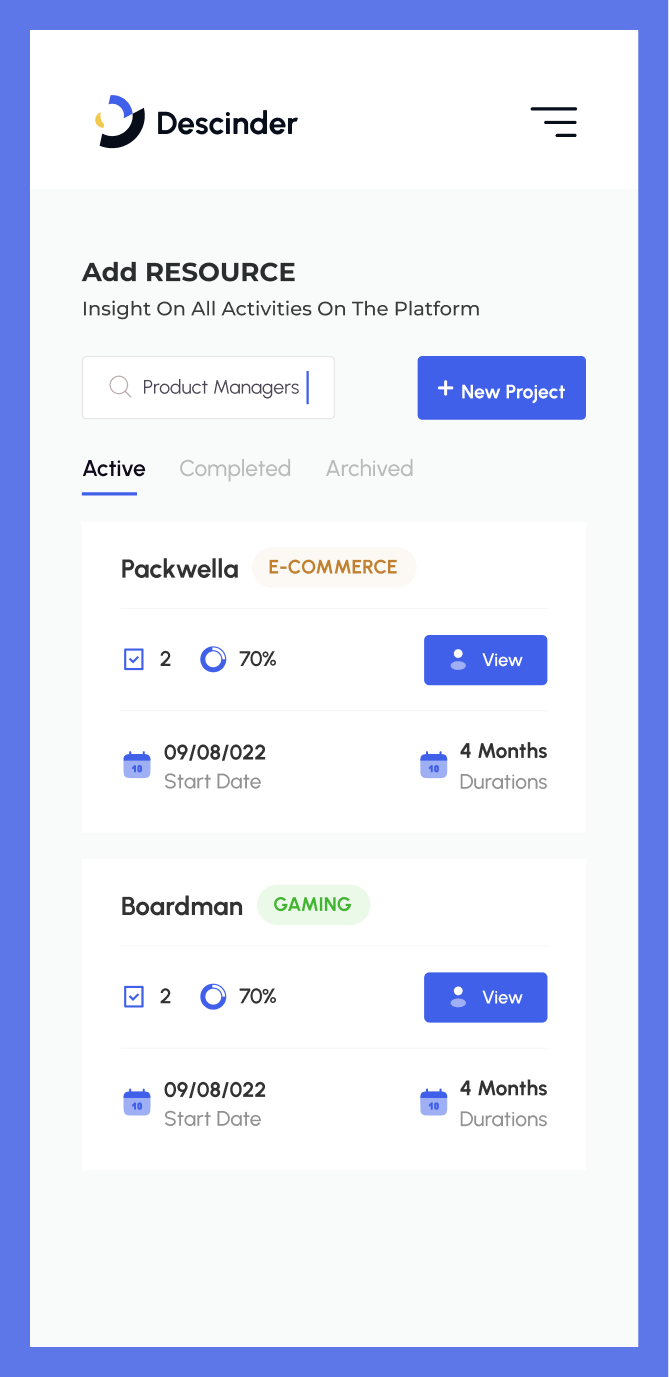 Descinder
Add RESOURCE
Insight On All Activities On The Platform
Product Managers
+ New Project
Active Completed Archived
Packwella E-COMMERCE
2 70% View
10 09/08/022 10 4 Months
Start Date Durations
Boardman GAMING
2 70% View
10 09/08/022 10 4 Months
Start Date Durations